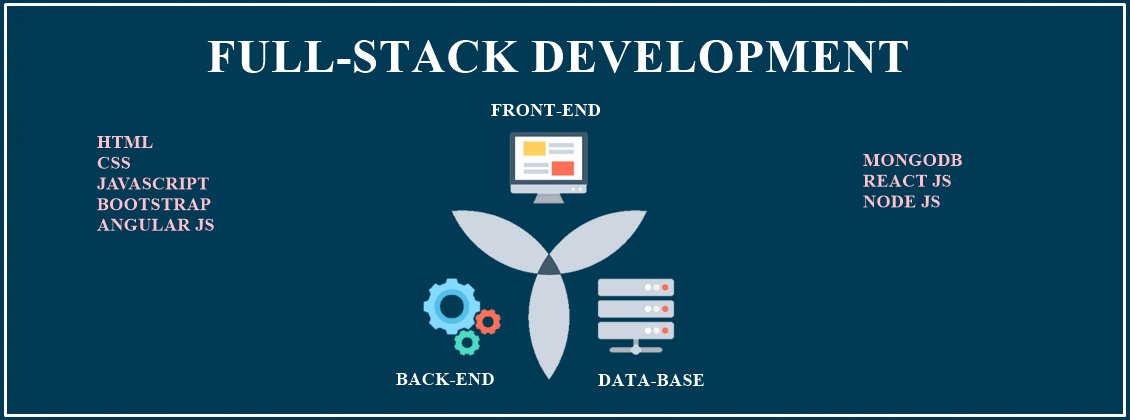 FULL-STACK DEVELOPMENT
FRONT-END
HTML
CSS
JAVASCRIPT
BOOTSTRAP
ANGULAR JS
MONGODB
REACT JS
NODE JS
BACK-END
DATA-BASE